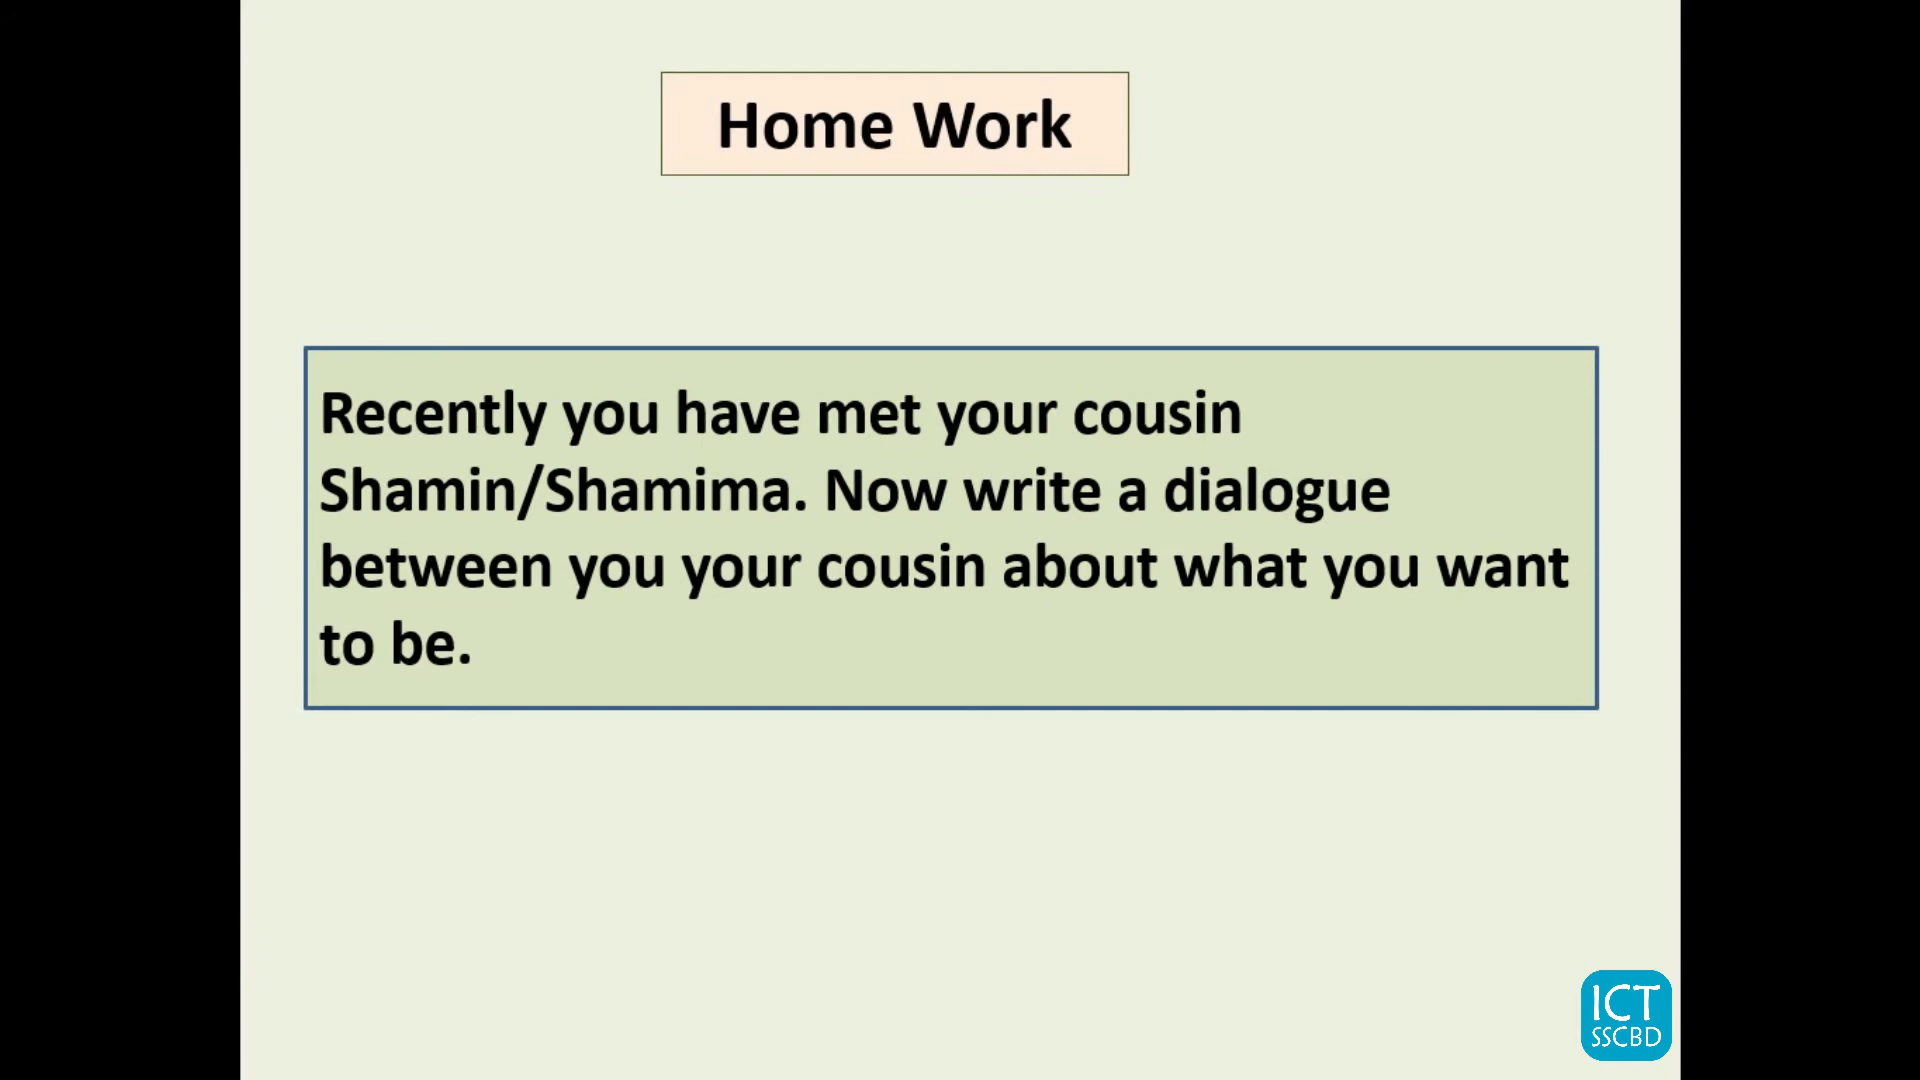 Home Work
Recently you have met your cousin
Shamin/Shamima. Now write a dialogue
between you your cousin about what you want
to be.
ICT
SSCBD